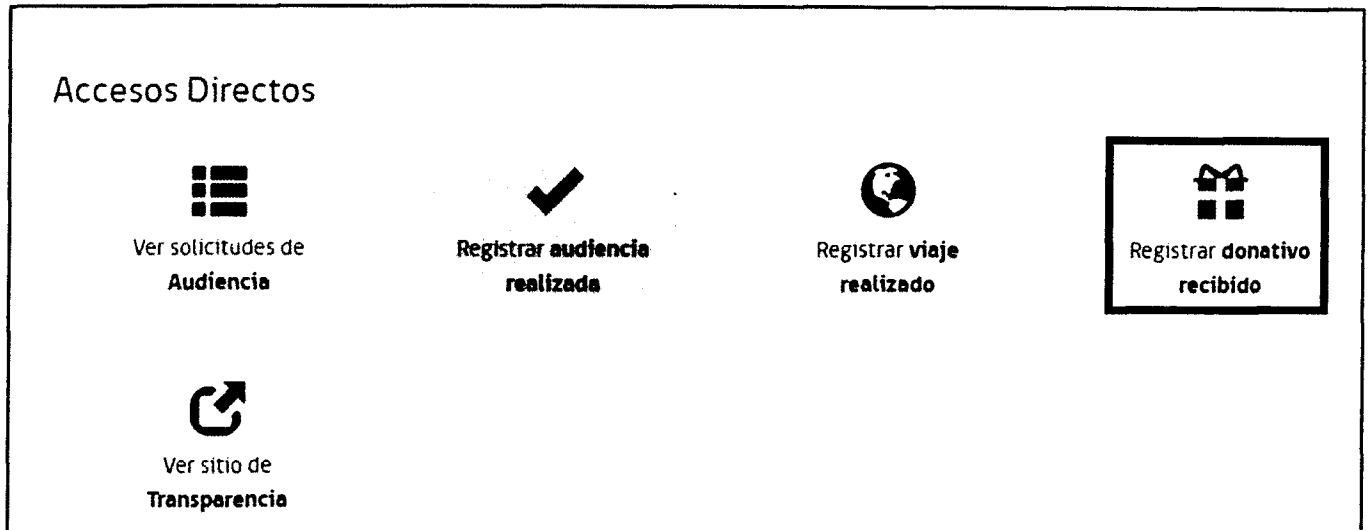 Accesos Directos
Ver solicitudes de
Audiencia
Registrar audiencia
realizada
Registrar viaje
realizado
Registrar donativo
recibido
Ver sitio de
Transparencia